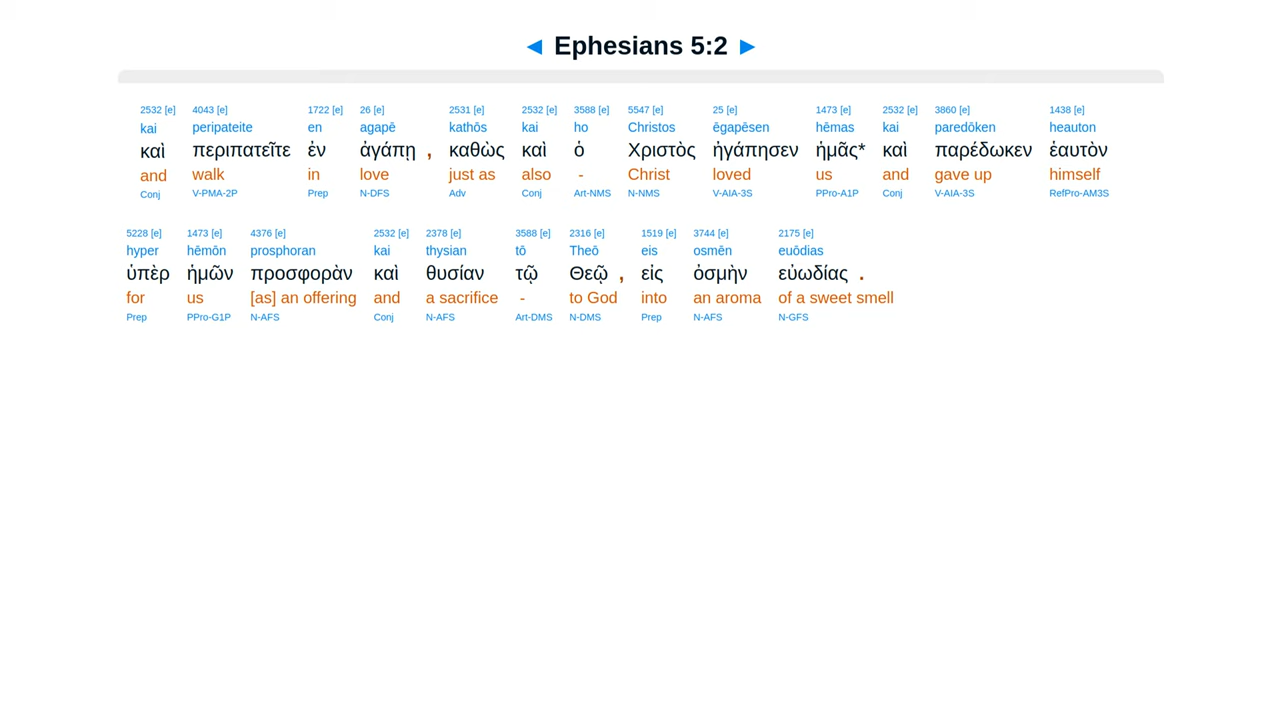 ◄ Ephesians 5:2 ►
2532 [e] 4043 [e] 1722 [e] 26 [e] 2531 [e] 2532 [e] 3588 [e] 5547 [e] 25 [e] 1473 [e] 2532 [e] 3860 [e] 1438 [e]
kai peripateite en agapē kathōs kai ho Christos ēgapēsen hēmas kai paredōken heauton
καὶ περιπατεῖτε ἐν ἀγάπῃ , καθὼς καὶ ὁ Χριστὸς ἠγάπησεν ἡμᾶς* καὶ παρέδωκεν ἑαυτὸν
and walk in love just as also - Christ loved us and gave up himself
Conj V-PMA-2P Prep N-DFS Adv Conj Art-NMS N-NMS V-AIA-3S PPro-A1P Conj V-AIA-3S RefPro-AM3S
5228 [e] 1473 [e] 4376 [e] 2532 [e] 2378 [e] 3588 [e] 2316 [e] 1519 [e] 3744 [e] 2175 [e]
hyper hēmōn prosphoran kai thysian tō Theō eis osmēn euōdias
ὑπὲρ ἡμῶν προσφορὰν καὶ θυσίαν τῷ Θεῷ , εἰς ὀσμὴν εὐωδίας .
for us [as] an offering and a sacrifice - to God into an aroma of a sweet smell
Prep PPro-G1P N-AFS Conj N-AFS Art-DMS N-DMS Prep N-AFS N-GFS